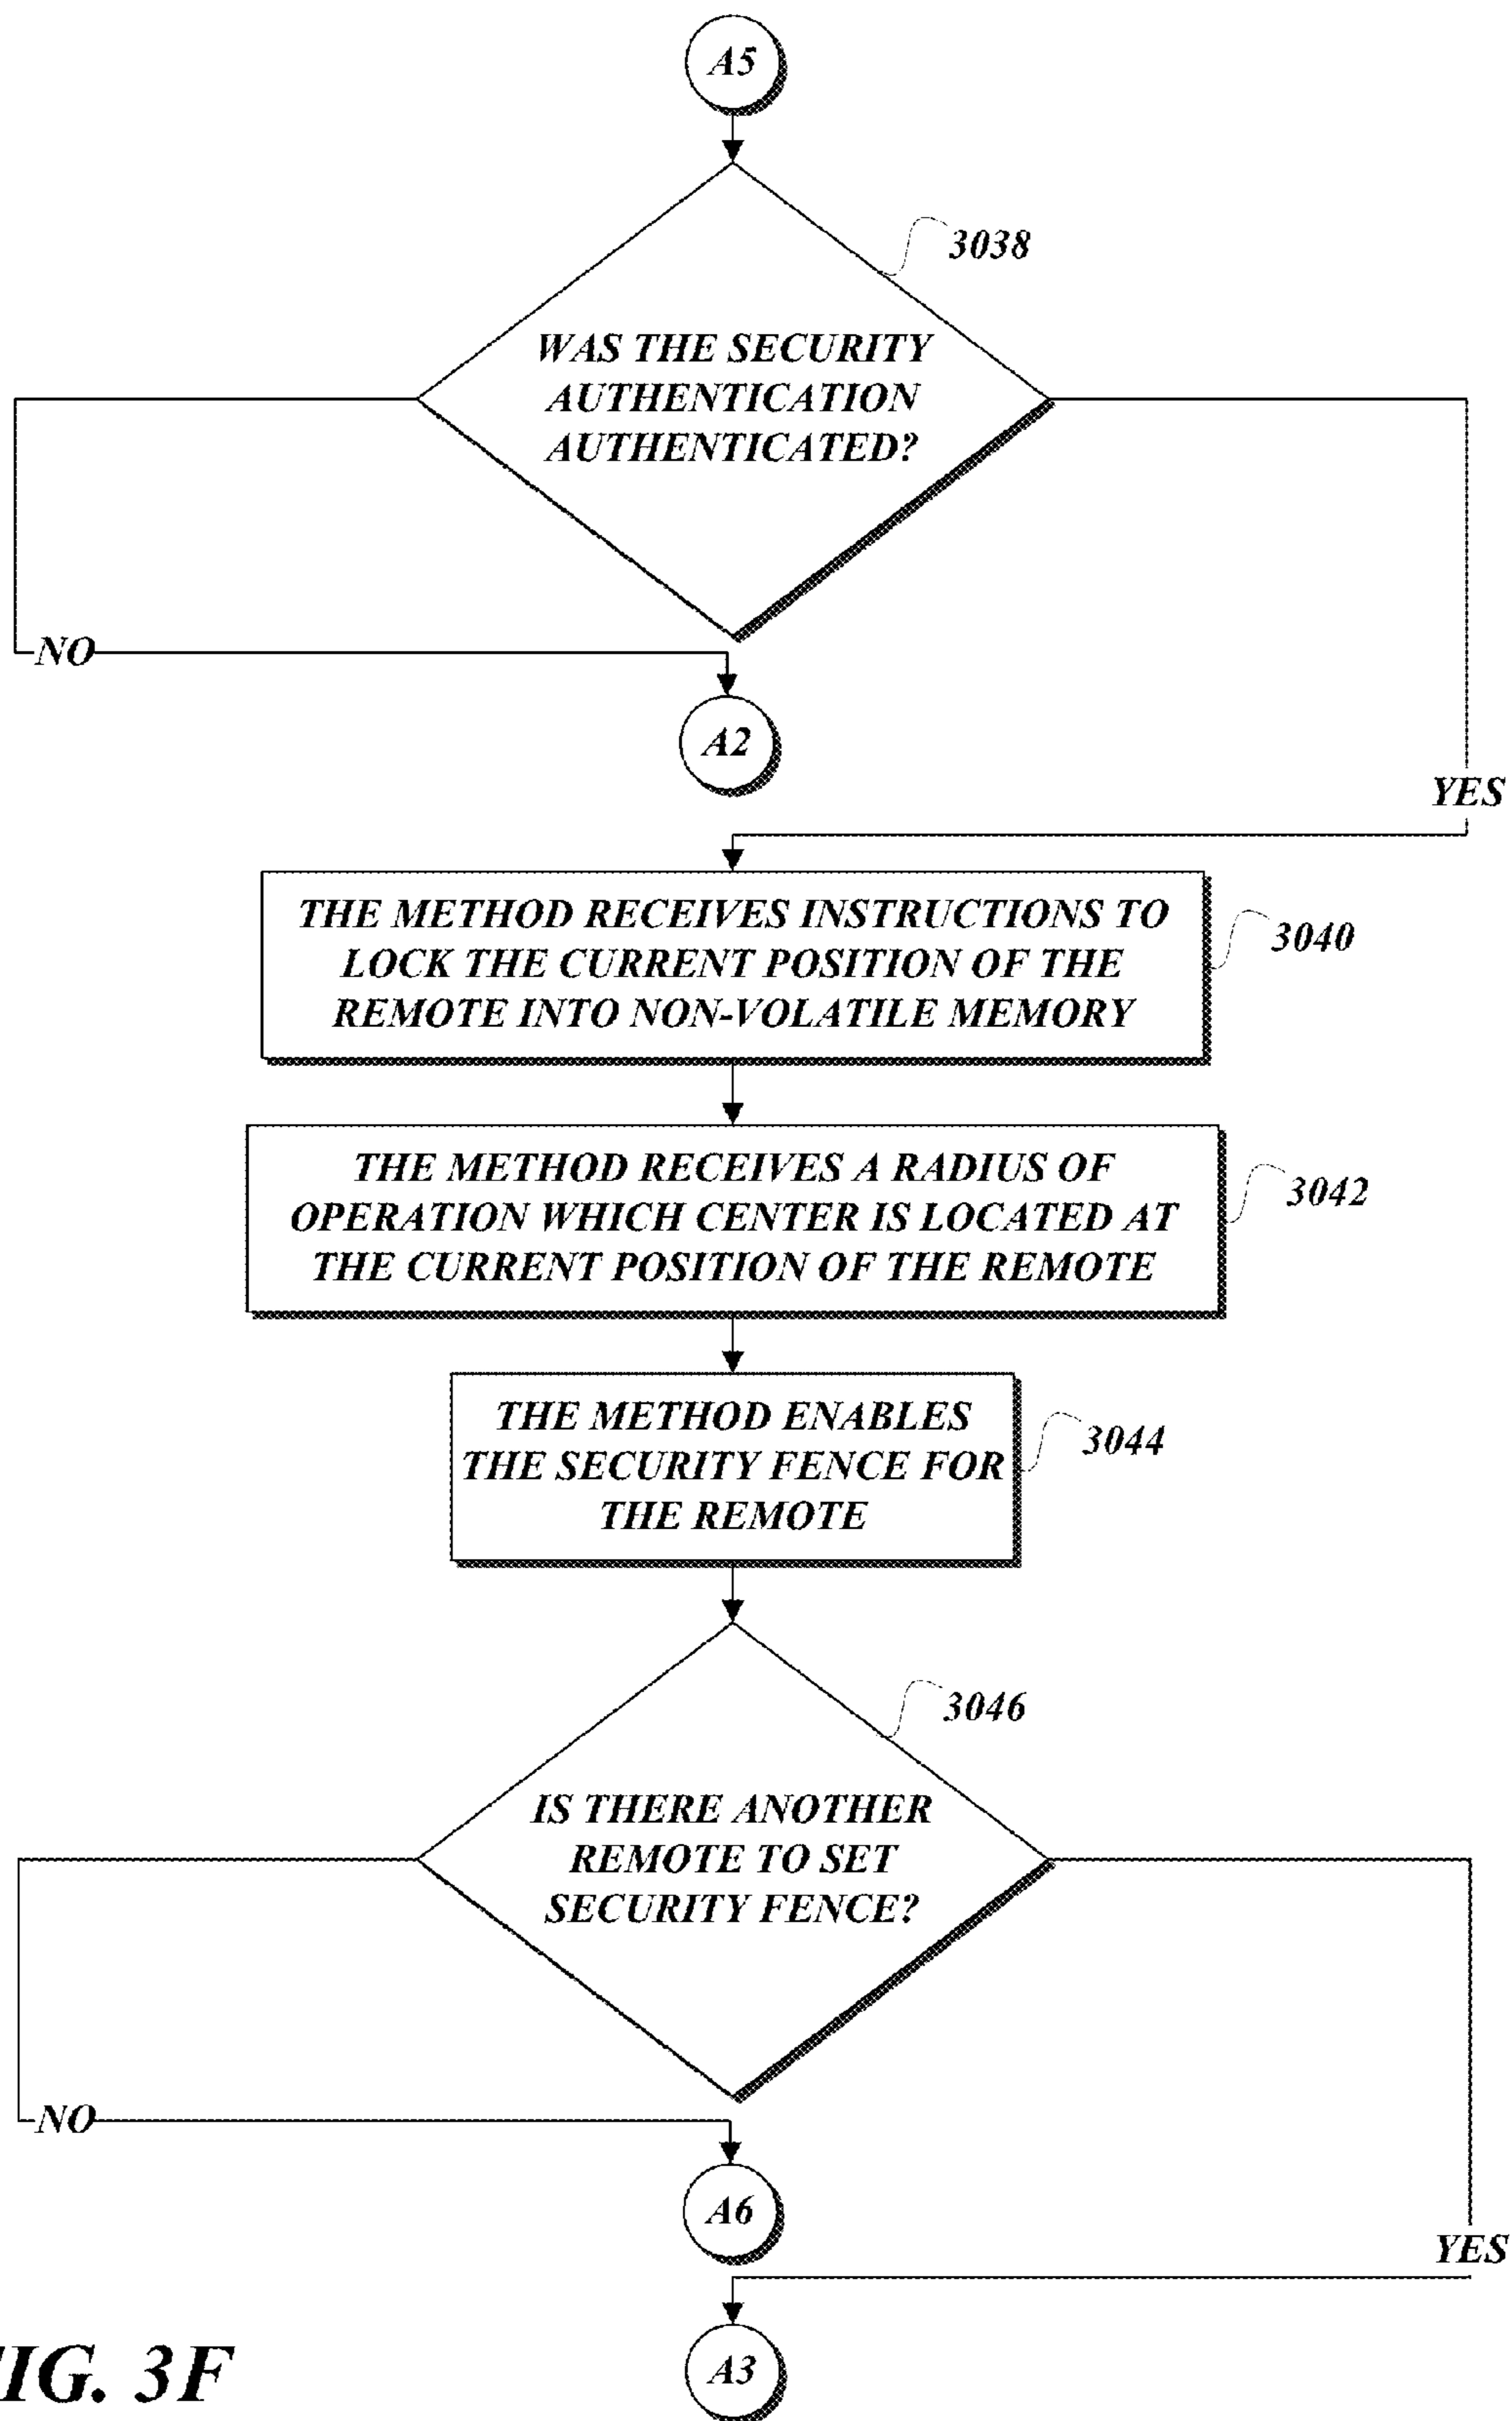 A5
3038
WAS THE SECURITY
AUTHENTICATION
AUTHENTICATED?
NO
A2
YES
THE METHOD RECEIVES INSTRUCTIONS TO
LOCK THE CURRENT POSITION OF THE
REMOTE INTO NON-VOLATILE MEMORY
3040
THE METHOD RECEIVES A RADIUS OF
OPERATION WHICH CENTER IS LOCATED AT
THE CURRENT POSITION OF THE REMOTE
3042
THE METHOD ENABLES
THE SECURITY FENCE FOR
THE REMOTE
3044
3046
IS THERE ANOTHER
REMOTE TO SET
SECURITY FENCE?
NO
A6
YES
A3
IG. 3F